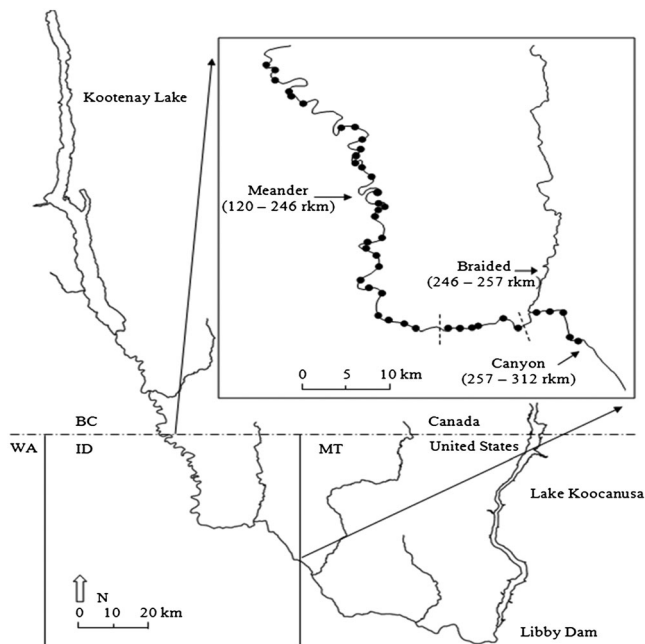 Kootenay Lake
Meander
(120 – 246 rkm)
Braided
(246 – 257 rkm)
Canyon
(257 – 312 rkm)
0 5 10 km
BC
Canada
WA
ID
MT
United States
Lake Koocanusa
N
0 10 20 km
Libby Dam